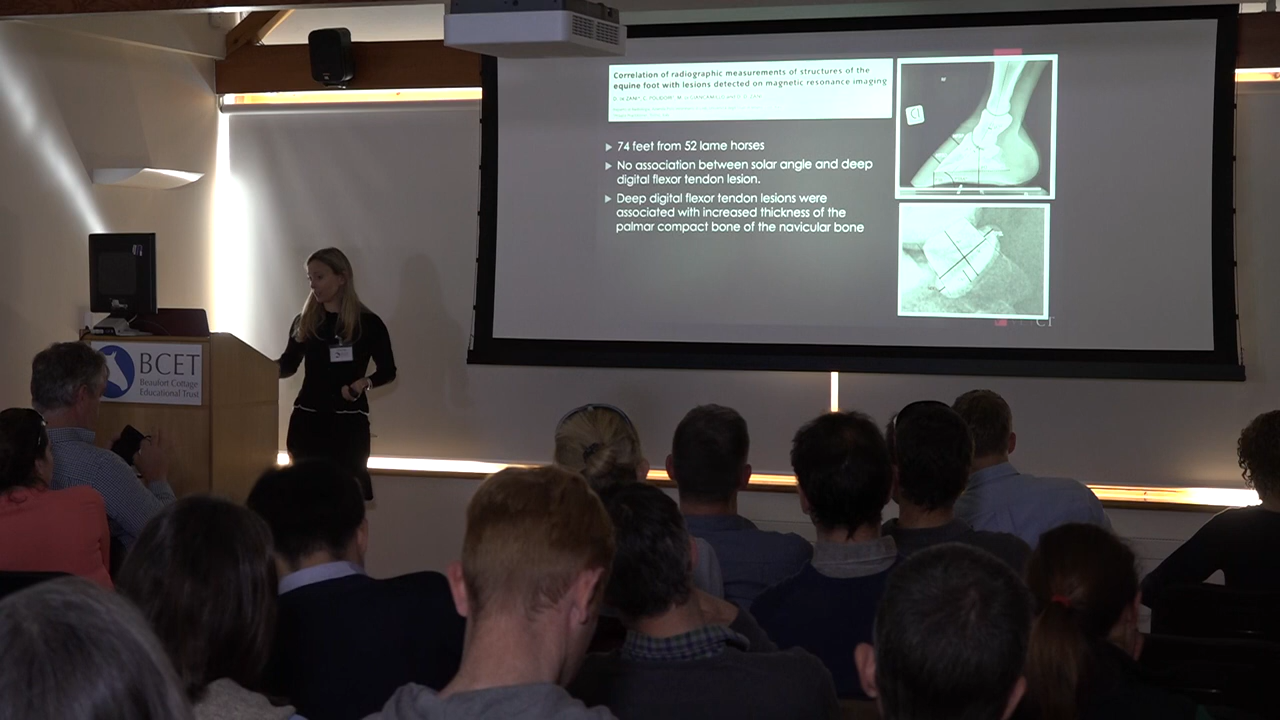 Correlation of radiographic measurements of structures of the
equine foot with lesions detected on magnetic resonance imaging
74 feet from 52 lame horses
No association between solar angle and deep
digital flexor tendon lesion.
Deep digital flexor tendon lesions were
associated with increased thickness of the
palmar compact bone of the navicular bone
BCET
Beaufort Cottage
Educational Trust